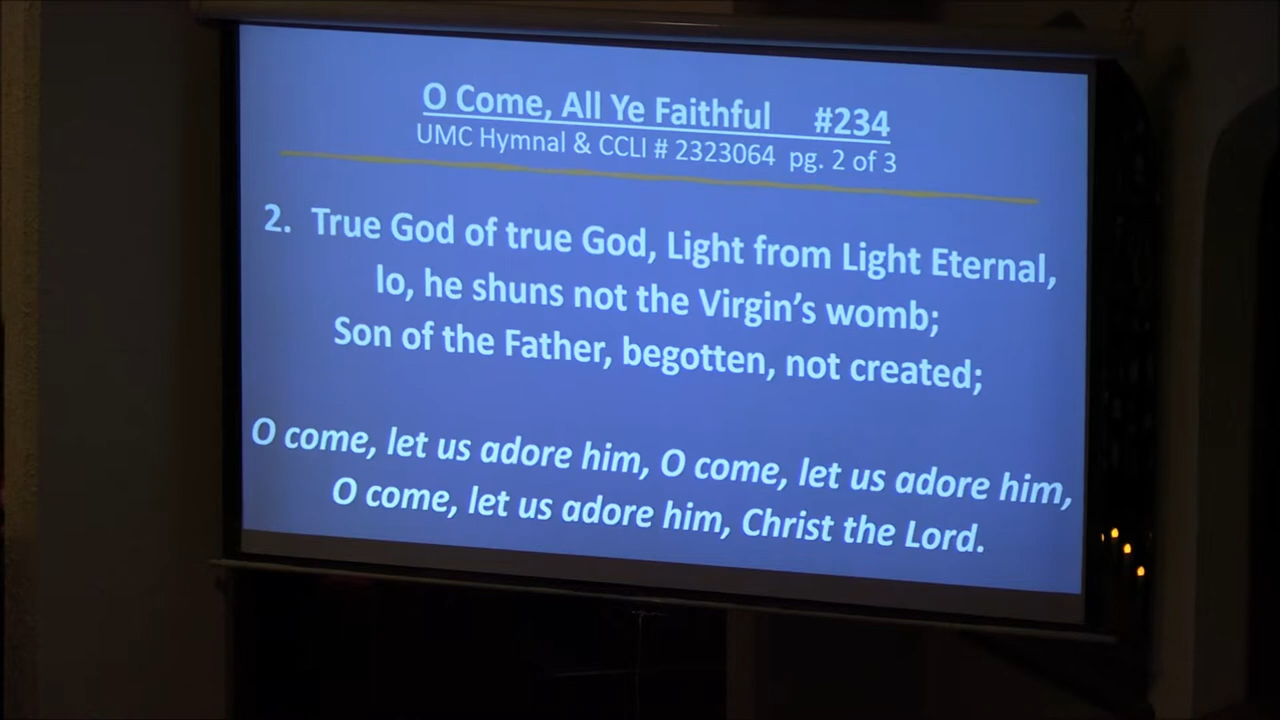 O Come, All Ye Faithful #234
UMC Hymnal & CCLI # 2323064 pg. 2 of 3
2. True God of true God, Light from Light Eternal,
lo, he shuns not the Virgin's womb;
Son of the Father, begotten, not created;
O come, let us adore him, O come, let us adore him,
O come, let us adore him, Christ the Lord.